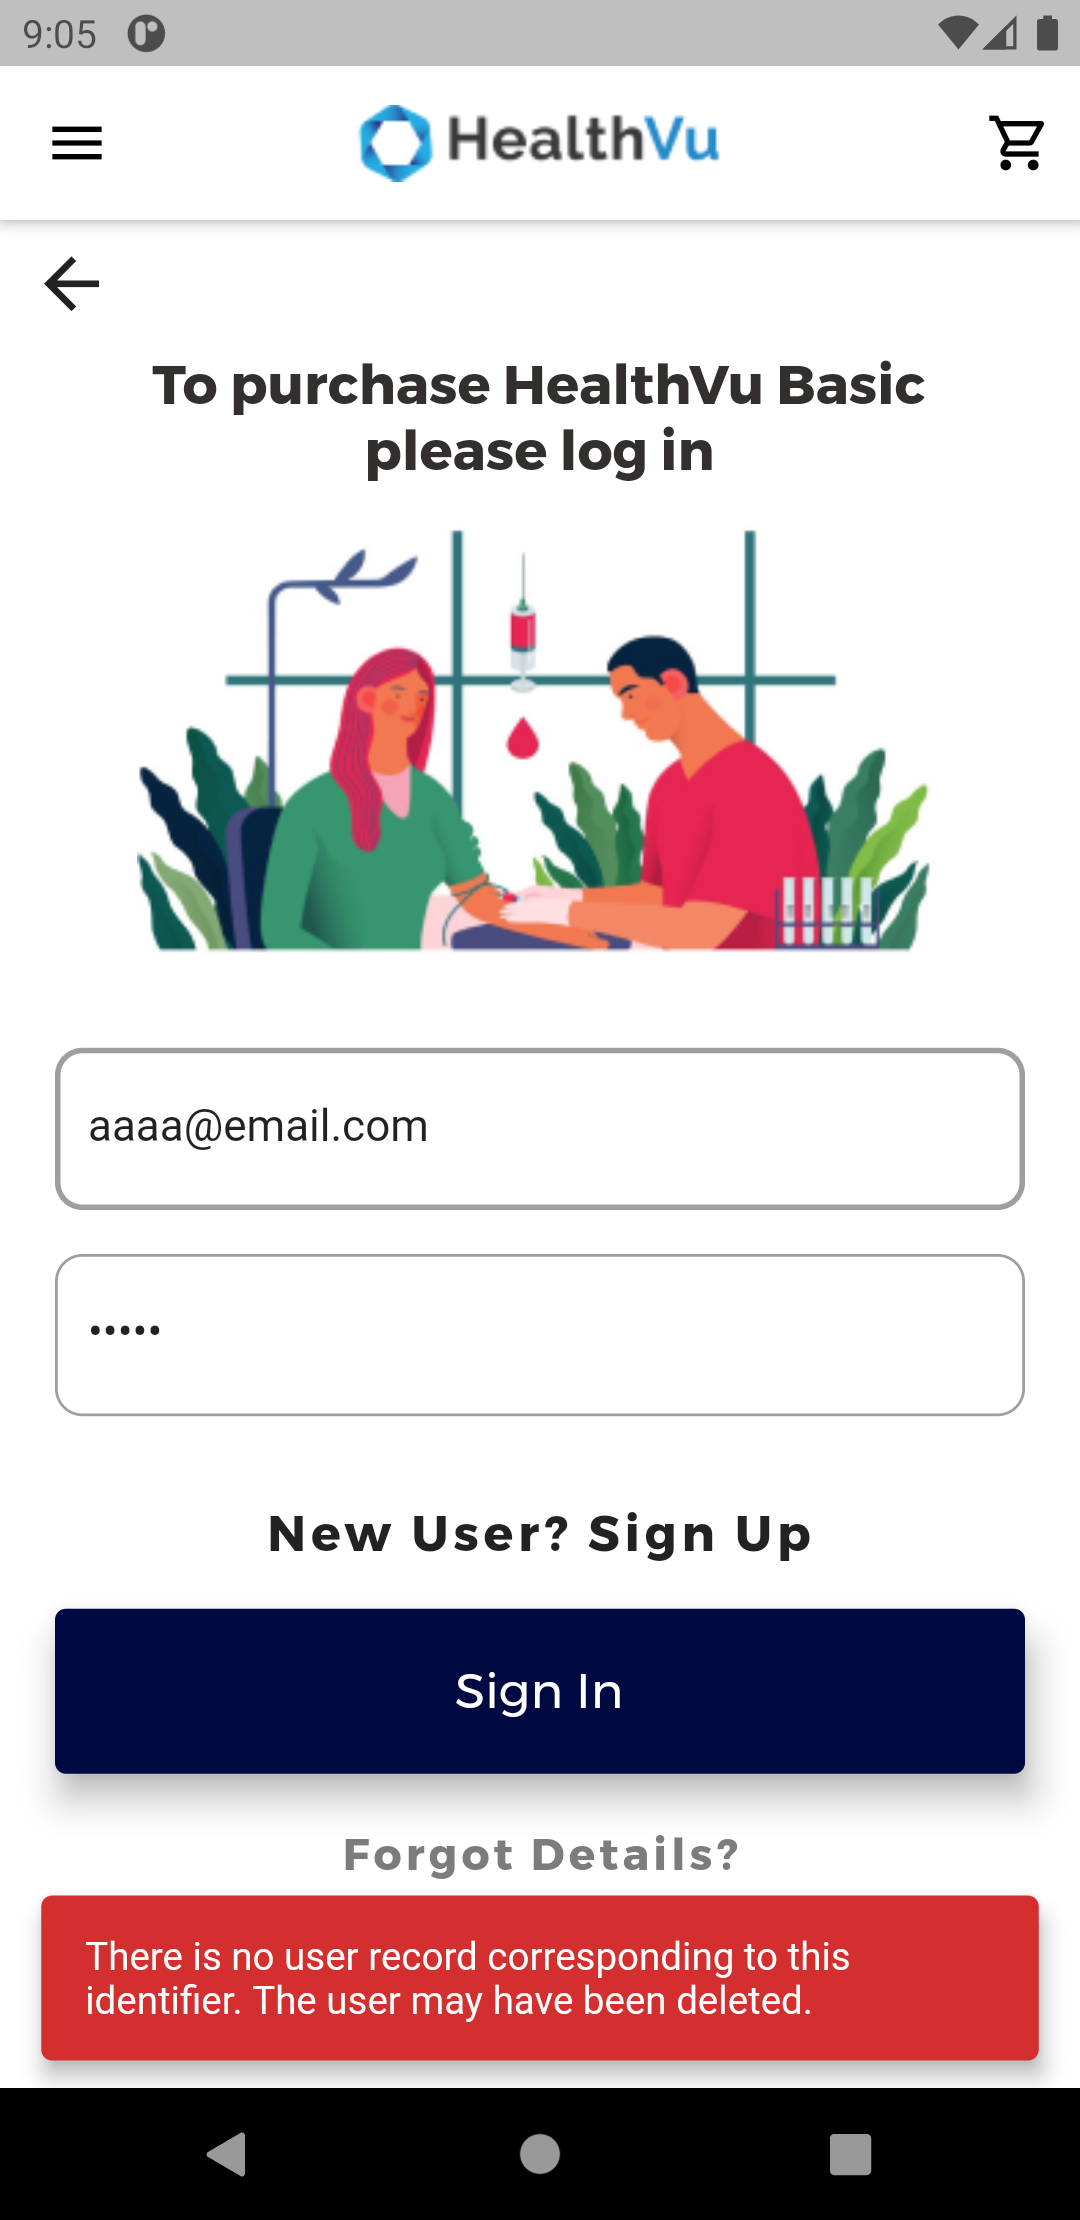 9:05
HealthVu
To purchase HealthVu Basic
please log in
aaaa@email.com
•••••
New User? Sign Up
Sign In
Forgot Details?
There is no user record corresponding to this
identifier. The user may have been deleted.